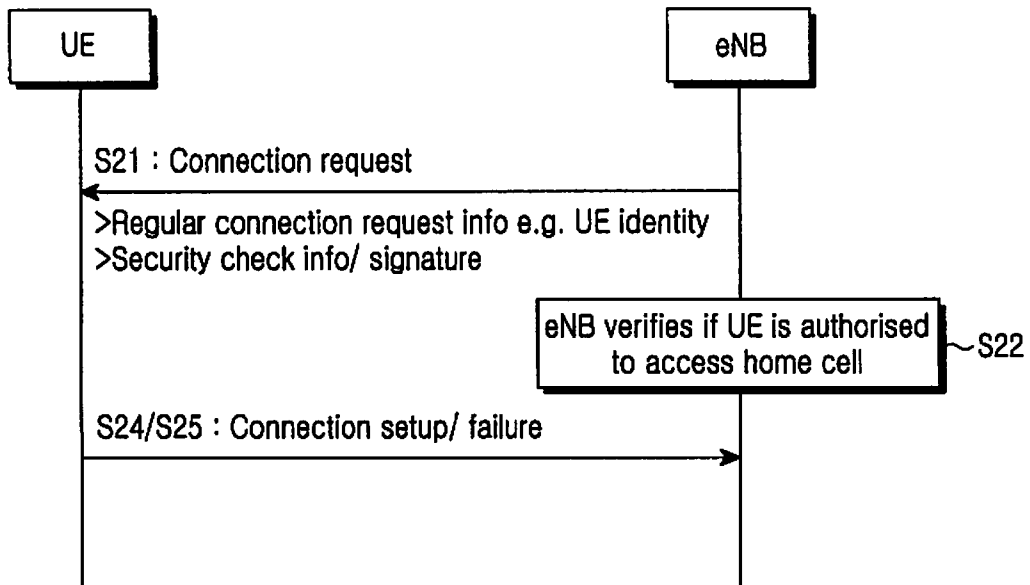 UE
eNB
S21 : Connection request
>Regular connection request info e.g. UE identity
>Security check info/ signature
eNB verifies if UE is authorised
to access home cell
S22
S24/S25 : Connection setup/ failure